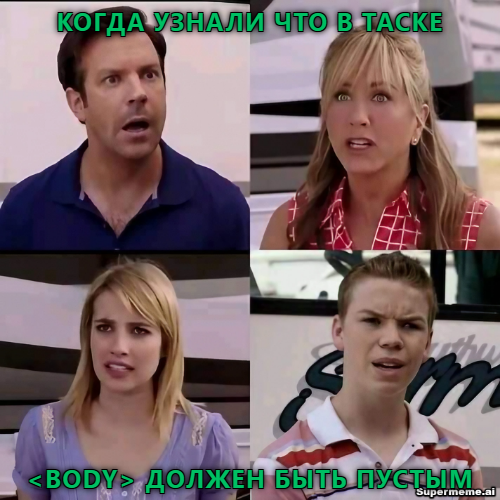 КОГДА УЗНАЛИ ЧТО В ТАСКЕ
<BODY> ДОЛЖЕН БЫТЬ ПУСТЫМ
Supermeme.ai